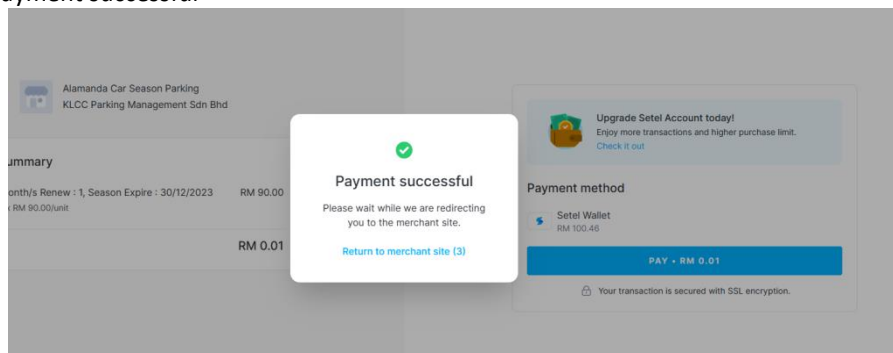 Payment successful
Alamanda Car Season Parking
KLCC Parking Management Sdn Bhd
Month/s Renew : 1, Season Expire : 30/12/2023 RM 90.00
RM 90.00/unit
RM 0.01
Payment successful
Please wait while we are redirecting
you to the merchant site.
Return to merchant site (3)
Upgrade Setel Account today!
Enjoy more transactions and higher purchase limit.
Check it out
Payment method
Setel Wallet
RM 100.46
PAY • RM 0.01
Your transaction is secured with SSL encryption.